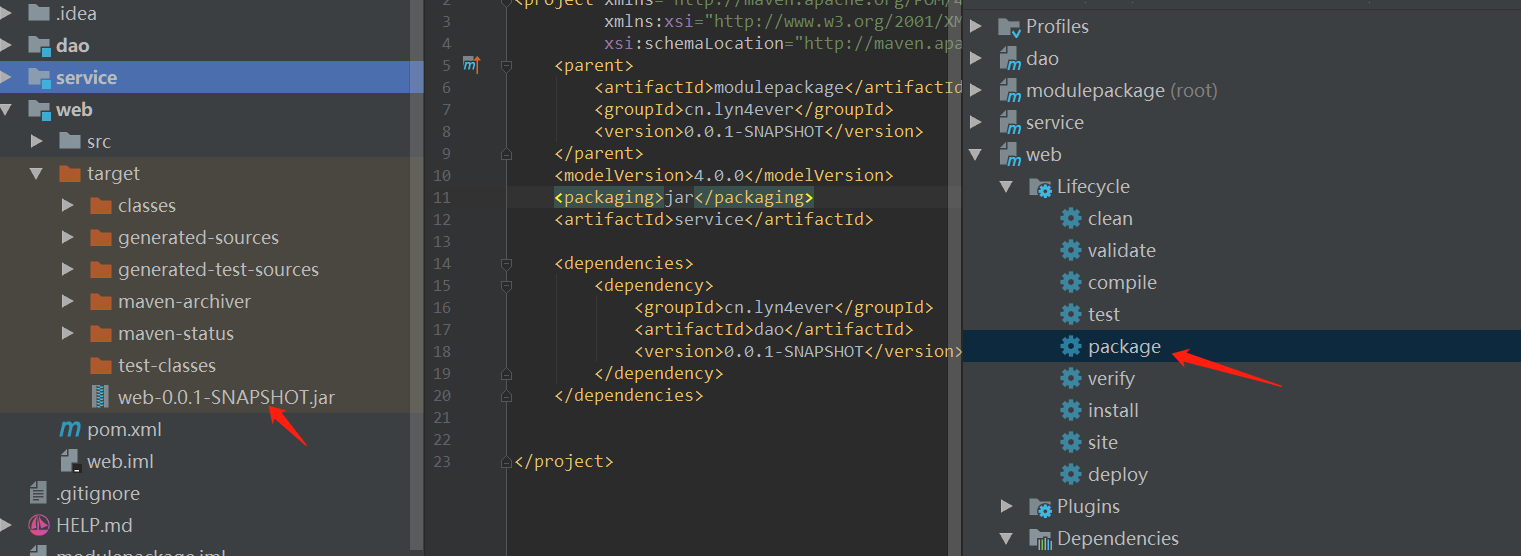 .idea
dao
service
web
src
target
classes
generated-sources
generated-test-sources
maven-archiver
maven-status
test-classes
web-0.0.1-SNAPSHOT.jar
pom.xml
web.iml
.gitignore
HELP.md
modulepackage.iml
2 <project xmlns="http://maven.apache.org/POM/4
3 xmlns:xsi="http://www.w3.org/2001/XM
4 xsi:schemaLocation="http://maven.apa
5 <parent>
6 <artifactId>modulepackage</artifactId
7 <groupId>cn.lyn4ever</groupId>
8 <version>0.0.1-SNAPSHOT</version>
9 </parent>
10 <modelVersion>4.0.0</modelVersion>
11 <packaging>jar</packaging>
12 <artifactId>service</artifactId>
13
14 <dependencies>
15 <dependency>
16 <groupId>cn.lyn4ever</groupId>
17 <artifactId>dao</artifactId>
18 <version>0.0.1-SNAPSHOT</version>
19 </dependency>
20 </dependencies>
21
22
23 </project>
Profiles
dao
modulepackage (root)
service
web
Lifecycle
clean
validate
compile
test
package
verify
install
site
deploy
Plugins
Dependencies